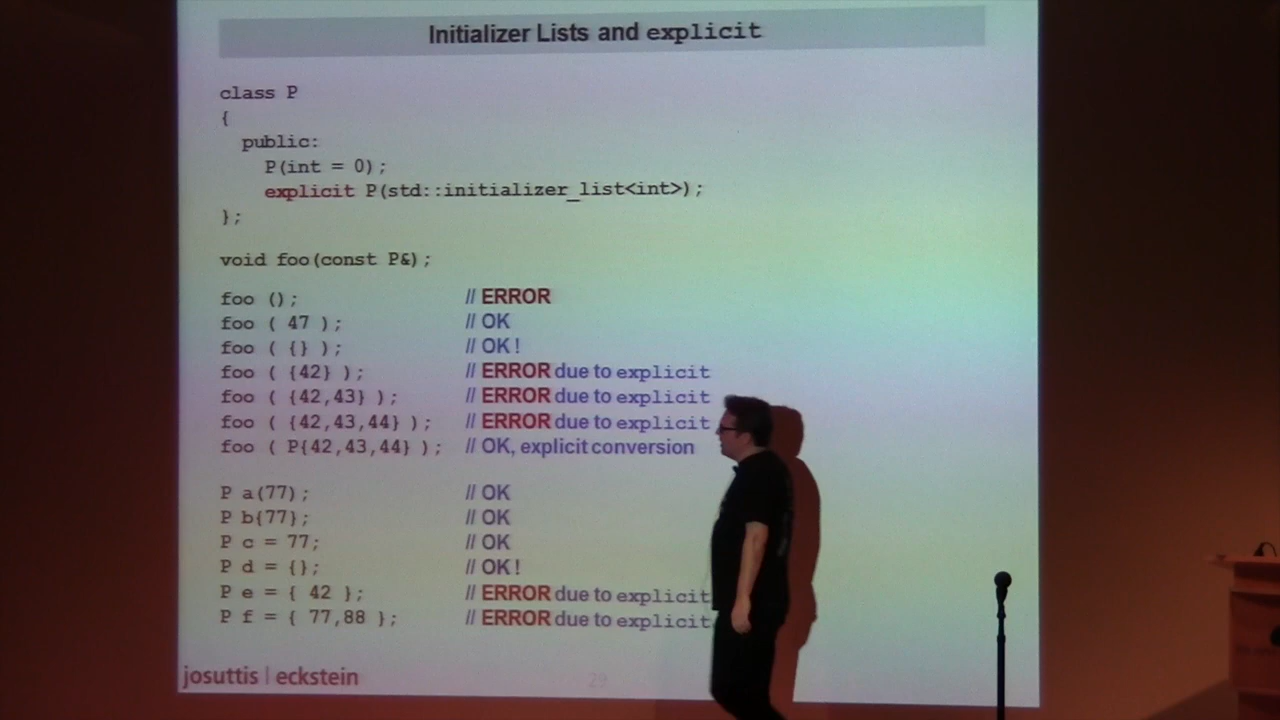 Initializer Lists and explicit
class P
{
public:
P(int = 0);
explicit P(std::initializer_list<int>);
};
void foo(const P&);
foo (); // ERROR
foo ( 47 ); // OK
foo ( {} ); // OK !
foo ( {42} ); // ERROR due to explicit
foo ( {42,43} ); // ERROR due to explicit
foo ( {42,43,44} ); // ERROR due to explicit
foo ( P{42,43,44} ); // OK, explicit conversion
P a(77); // OK
P b{77}; // OK
P c = 77; // OK
P d = {}; // OK !
P e = { 42 }; // ERROR due to explicit
P f = { 77,88 }; // ERROR due to explicit
josuttis | eckstein
29